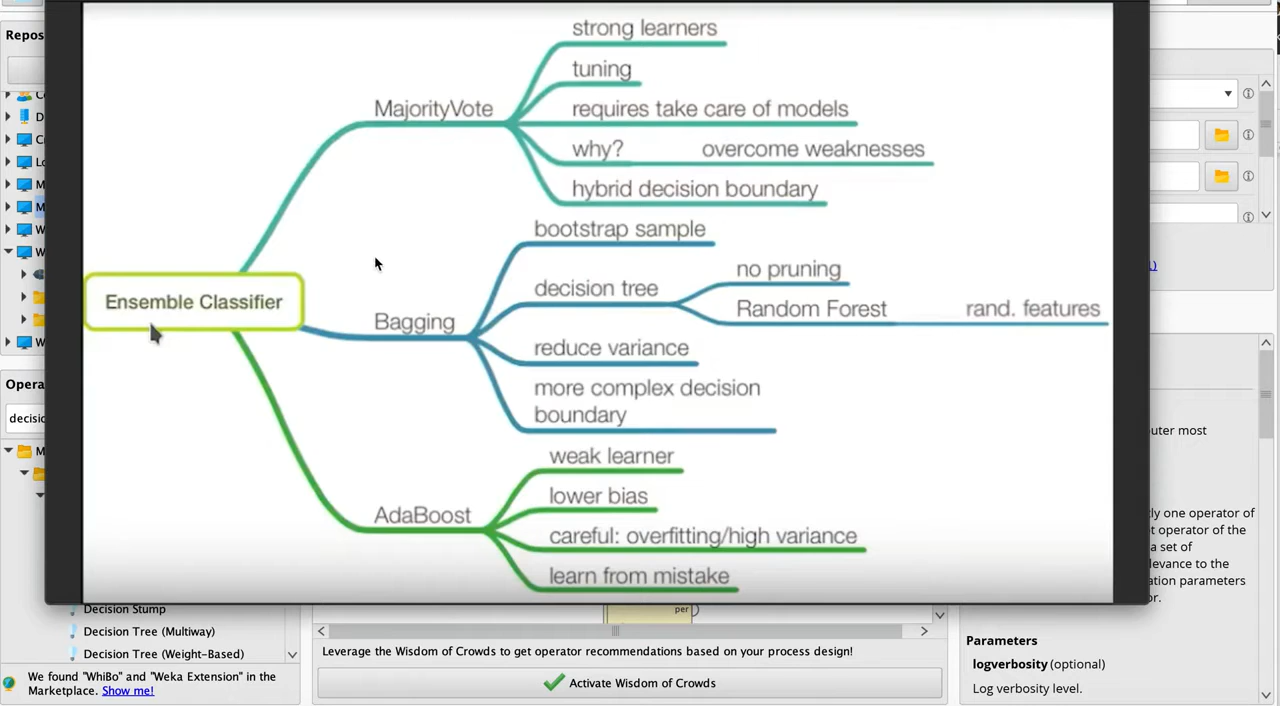 strong learners
tuning
MajorityVote
requires take care of models
why? overcome weaknesses
hybrid decision boundary
bootstrap sample
no pruning
decision tree
Ensemble Classifier
Random Forest rand. features
Bagging
reduce variance
more complex decision
boundary
weak learner
lower bias
AdaBoost
careful: overfitting/high variance
learn from mistake
Repos
Opera
decisio
Decision Stump
Decision Tree (Multiway)
Decision Tree (Weight-Based)
We found "WhiBo" and "Weka Extension" in the
Marketplace. Show me!
per
Leverage the Wisdom of Crowds to get operator recommendations based on your process design!
Activate Wisdom of Crowds
uter most
ly one operator of
t operator of the
a set of
levance to the
ation parameters
or.
Parameters
logverbosity (optional)
Log verbosity level.